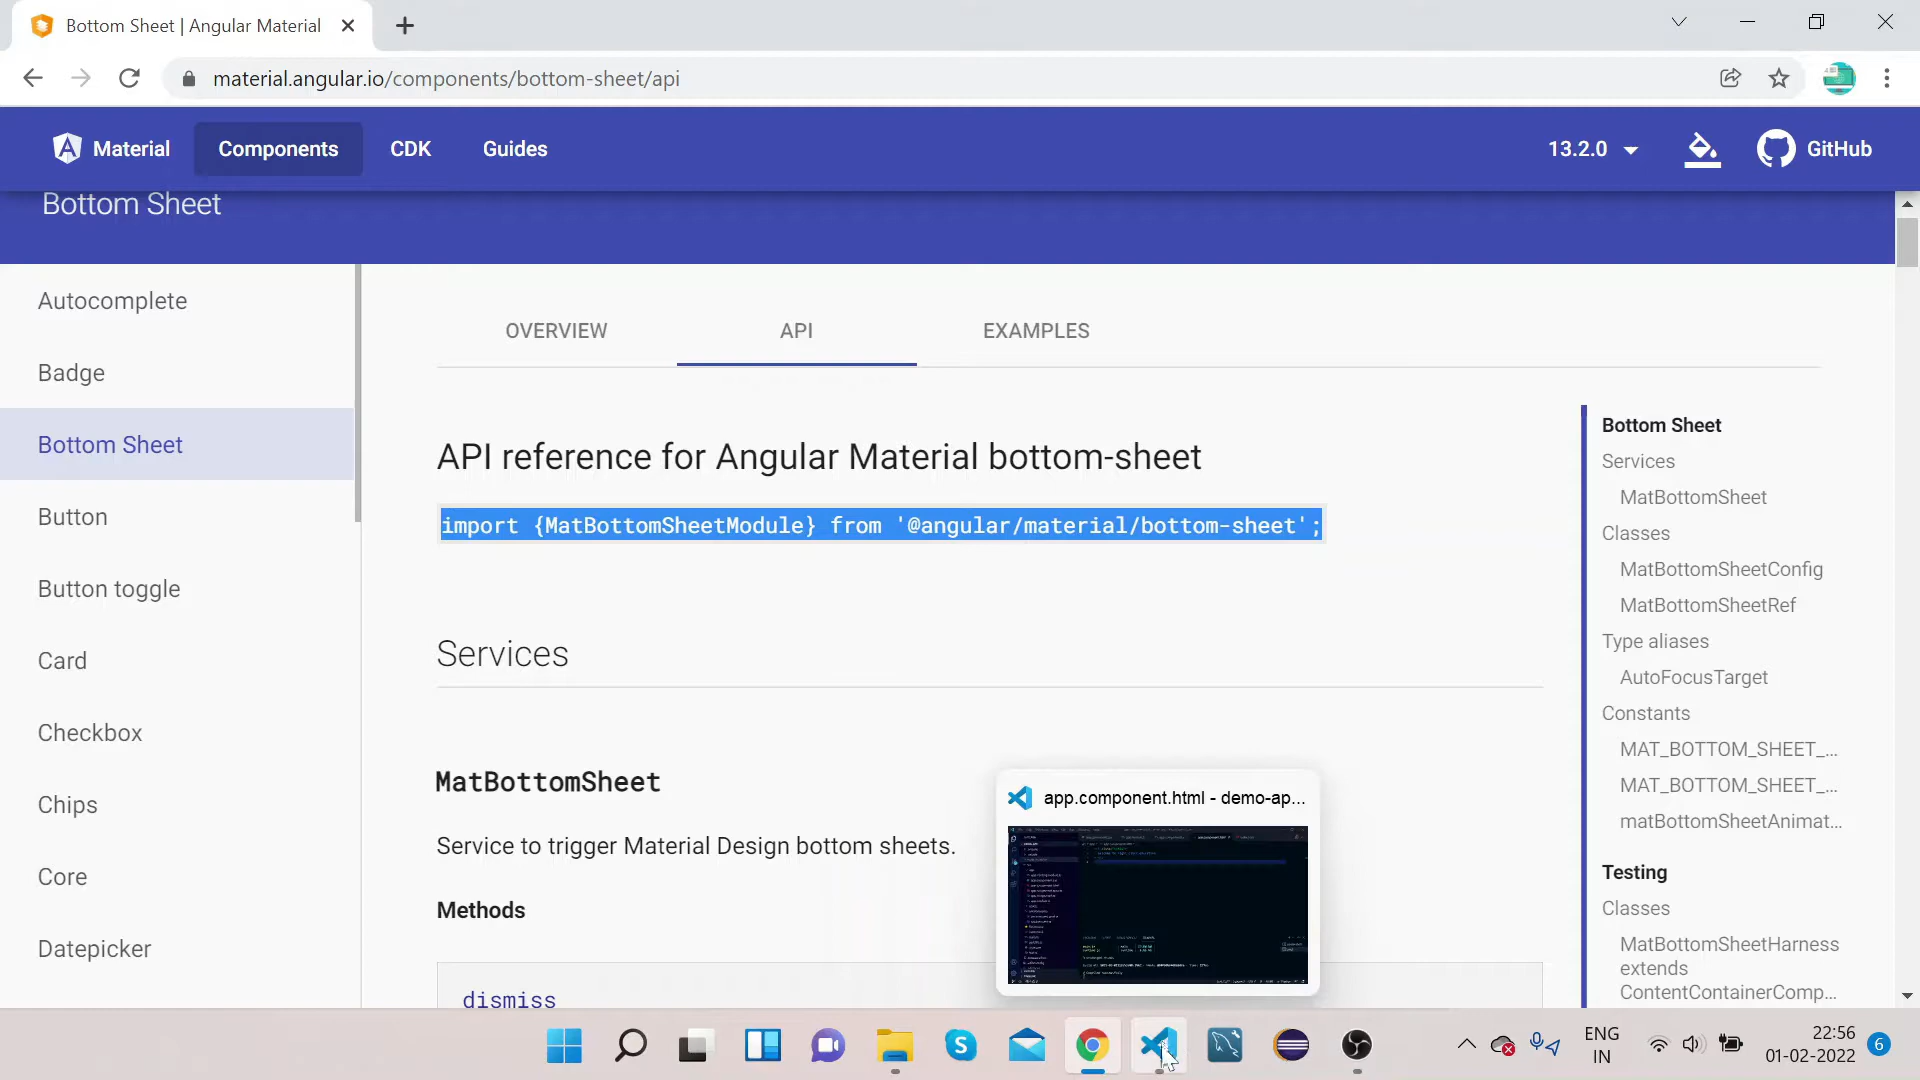 Bottom Sheet | Angular Material
material.angular.io/components/bottom-sheet/api
Material
Components
CDK
Guides
13.2.0
GitHub
Bottom Sheet
Autocomplete
Badge
Bottom Sheet
Button
Button toggle
Card
Checkbox
Chips
Core
Datepicker
OVERVIEW
API
EXAMPLES
API reference for Angular Material bottom-sheet
import {MatBottomSheetModule} from '@angular/material/bottom-sheet';
Services
MatBottomSheet
Service to trigger Material Design bottom sheets.
Methods
dismiss
Bottom Sheet
Services
MatBottomSheet
Classes
MatBottomSheetConfig
MatBottomSheetRef
Type aliases
AutoFocusTarget
Constants
MAT_BOTTOM_SHEET_...
MAT_BOTTOM_SHEET_...
matBottomSheetAnimat...
Testing
Classes
MatBottomSheetHarness
extends
ContentContainerComp...
app.component.html - demo-ap...
ENG
IN
22:56
01-02-2022
6